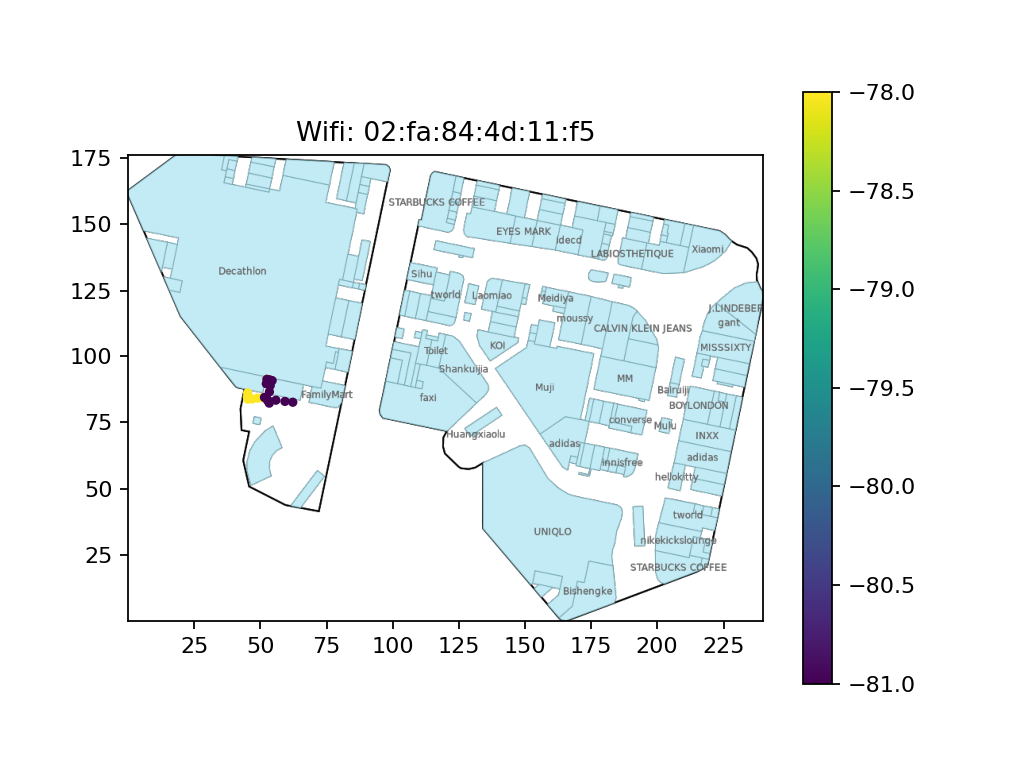 Wifi: 02:fa:84:4d:11:f5
175
150
125
100
75
50
25
25
50
75
100
125
150
175
200
225
−78.0
−78.5
−79.0
−79.5
−80.0
−80.5
−81.0
STARBUCKS COFFEE
EYES MARK
idecd
LABIOSTHETIQUE
Xiaomi
Decathlon
Sihu
tworld
Laomiao
Meidiya
moussy
CALVIN KLEIN JEANS
J.LINDEBER
gant
MISSSIXTY
Toilet
KOI
Shankuijia
Muji
MM
Bairuiji
BOYLONDON
FamilyMart
faxi
converse
Mulu
INXX
Huangxiaolu
adidas
innisfree
adidas
hellokitty
tworld
UNIQLO
nikekickslounge
STARBUCKS COFFEE
Bishengke